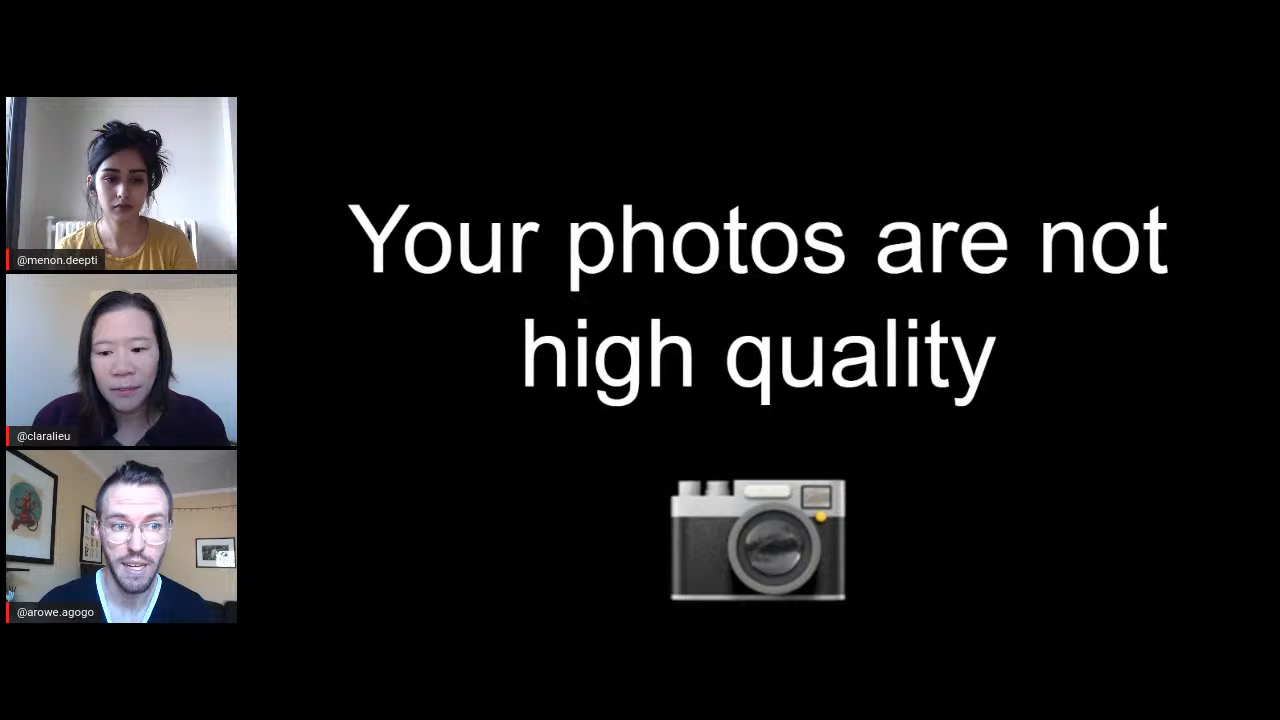 @menon.deepti
@claralieu
@arowe.agogo
Your photos are not
high quality